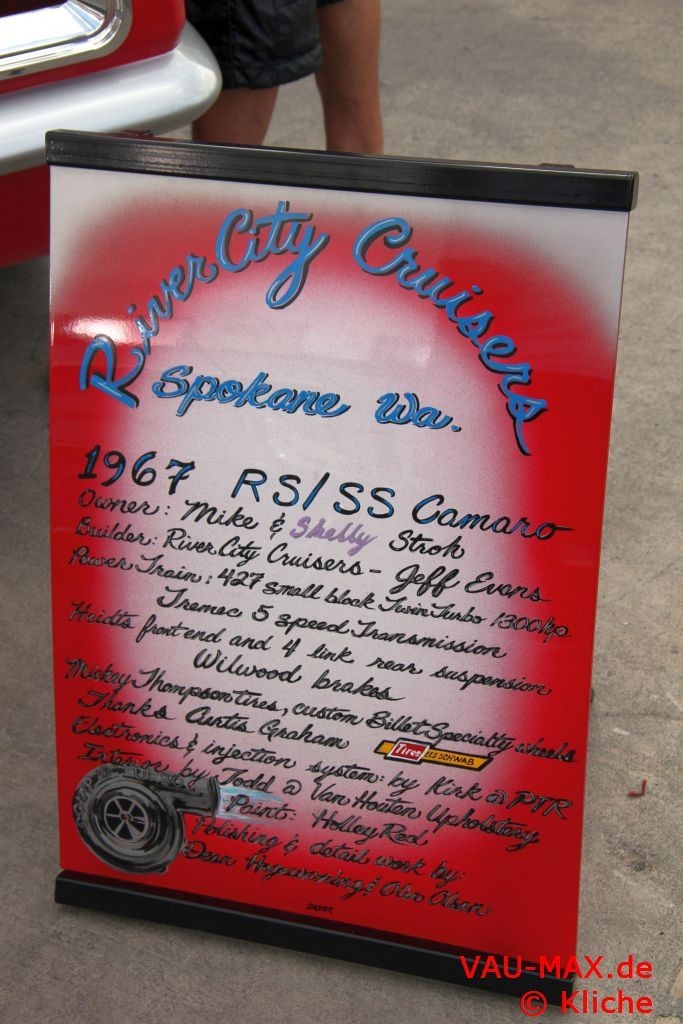 River City Cruisers
Spokane Wa.
1967 RS/SS Camaro
Owner: Mike & Shelly Stroh
Builder: River City Cruisers - Jeff Evans
Power Train: 427 small block Twin Turbo 1300 hp.
Tremec 5 speed Transmission
Heidts front end and 4 link rear suspension
Wilwood brakes
Mickey Thompson tires, custom Billet Specialty wheels
Thanks Curtis Graham Tires LES SCHWAB
Electronics & injection system: by Kirk @ PTR
Interior by Todd @ Van Houten Upholstery
Paint: Holley Red
Polishing & detail work by:
Dean & Olsen
VAU-MAX.de
© Kliche